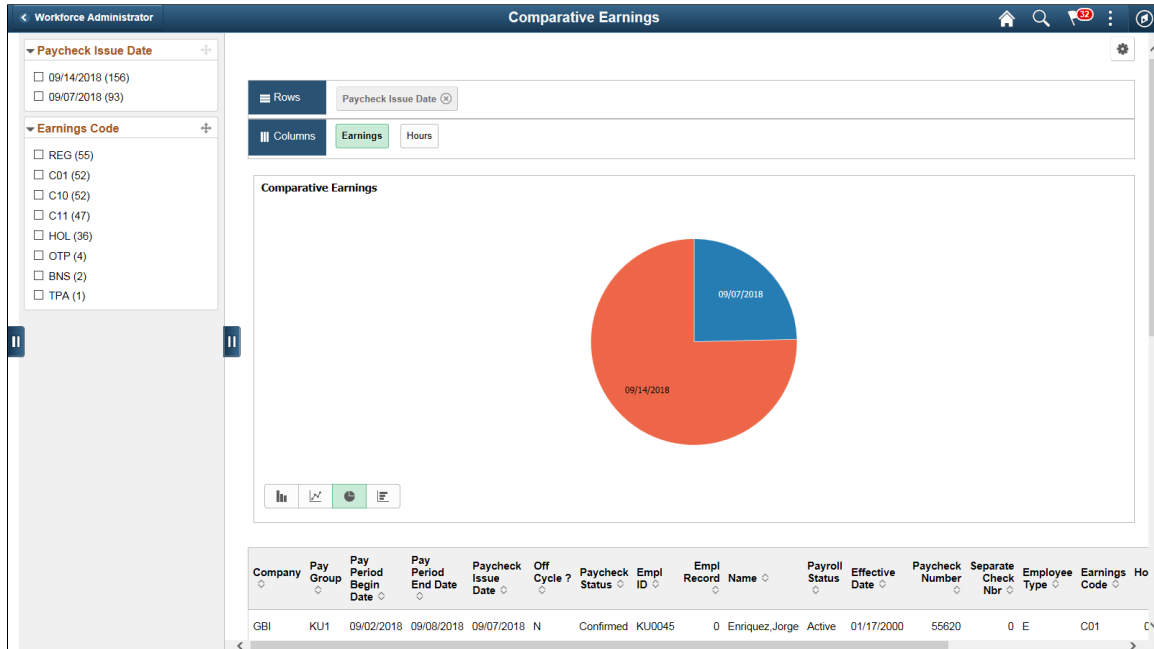 Workforce Administrator
Comparative Earnings
32
Paycheck Issue Date
09/14/2018 (156)
09/07/2018 (93)
Earnings Code
REG (55)
C01 (52)
C10 (52)
C11 (47)
HOL (36)
OTP (4)
BNS (2)
TPA (1)
Rows
Paycheck Issue Date
Columns
Earnings
Hours
Comparative Earnings
09/07/2018
09/14/2018
Company
Pay
Group
Pay
Period
Begin
Date
Pay
Period
End Date
Paycheck
Issue
Date
Off
Cycle ?
Paycheck
Status
Empl
ID
Empl
Record
Name
Payroll
Status
Effective
Date
Paycheck
Number
Separate
Check
Nbr
Employee
Type
Earnings
Code
Ho
GBI KU1 09/02/2018 09/08/2018 09/07/2018 N Confirmed KU0045 0 Enriquez,Jorge Active 01/17/2000 55620 0 E C01